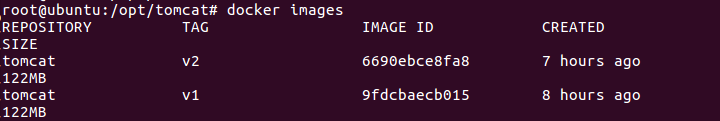 root@ubuntu:/opt/tomcat# docker images
REPOSITORY TAG IMAGE ID CREATED
SIZE
tomcat v2 6690ebce8fa8 7 hours ago
122MB
tomcat v1 9fdcbaecb015 8 hours ago
122MB